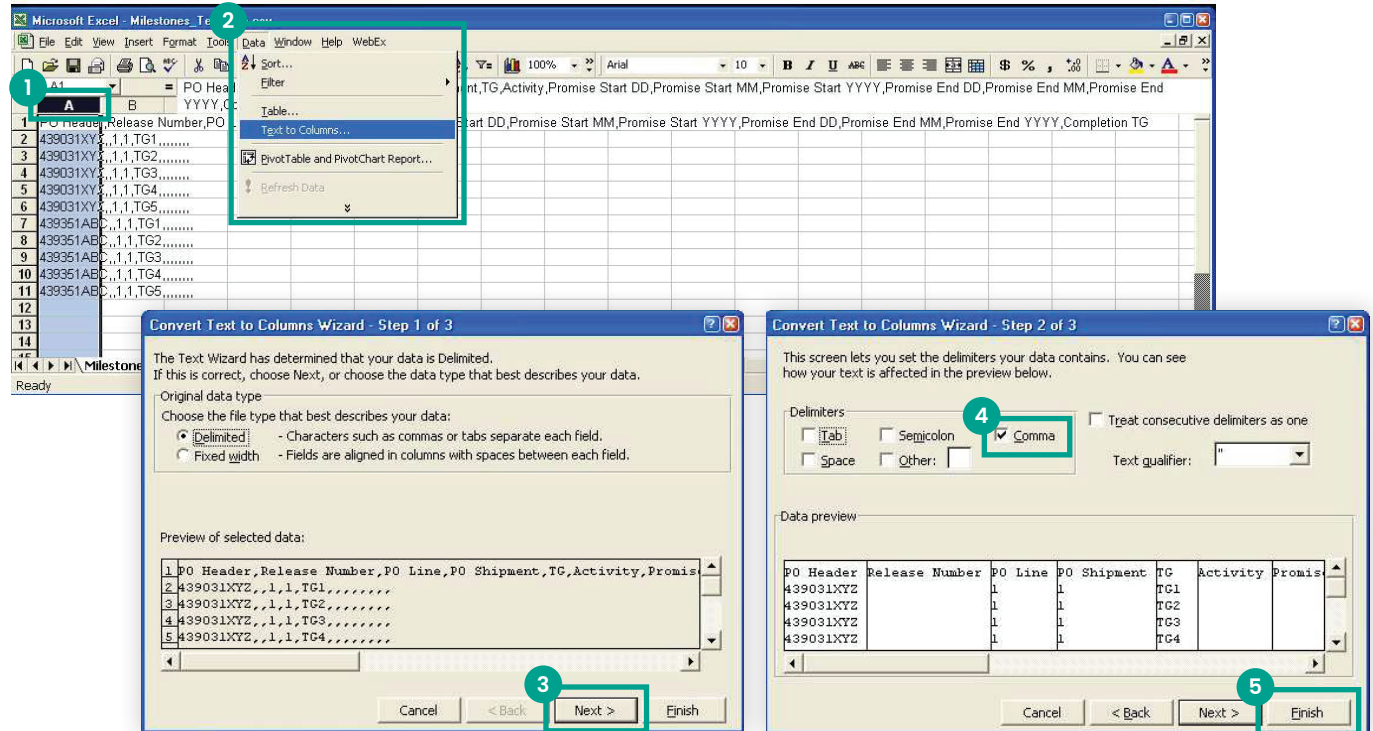 Microsoft Excel - Milestones_Te
2
File Edit View Insert Format Tools Data Window Help WebEx
100% Arial 10 B I U ABC $ % ,
1
A1 = PO Hea
nt,TG,Activity,Promise Start DD,Promise Start MM,Promise Start YYYY,Promise End DD,Promise End MM,Promise End
YYYY,Co
A B
Sort...
Filter
Table...
Text to Columns...
PivotTable and PivotChart Report...
Refresh Data
1 PO Header,Release Number,PO tart DD,Promise Start MM,Promise Start YYYY,Promise End DD,Promise End MM,Promise End YYYY,Completion TG
2 439031XYZ,,1,1,TG1,,,,,,,,
3 439031XYZ,,1,1,TG2,,,,,,,,
4 439031XYZ,,1,1,TG3,,,,,,,,
5 439031XYZ,,1,1,TG4,,,,,,,,
6 439031XYZ,,1,1,TG5,,,,,,,,
7 439351ABC,,1,1,TG1,,,,,,,,
8 439351ABC,,1,1,TG2,,,,,,,,
9 439351ABC,,1,1,TG3,,,,,,,,
10 439351ABC,,1,1,TG4,,,,,,,,
11 439351ABC,,1,1,TG5,,,,,,,,
12
13
14
15
Milestone
Ready
Convert Text to Columns Wizard - Step 1 of 3
The Text Wizard has determined that your data is Delimited.
If this is correct, choose Next, or choose the data type that best describes your data.
Original data type
Choose the file type that best describes your data:
Delimited - Characters such as commas or tabs separate each field.
Fixed width - Fields are aligned in columns with spaces between each field.
Preview of selected data:
1 PO Header,Release Number,PO Line,PO Shipment,TG,Activity,Promis
2 439031XYZ,,1,1,TG1,,,,,,,,
3 439031XYZ,,1,1,TG2,,,,,,,,
4 439031XYZ,,1,1,TG3,,,,,,,,
5 439031XYZ,,1,1,TG4,,,,,,,,
3
Cancel < Back Next > Finish
Convert Text to Columns Wizard - Step 2 of 3
This screen lets you set the delimiters your data contains. You can see
how your text is affected in the preview below.
Delimiters
4
Tab Semicolon Comma
Space Other:
Treat consecutive delimiters as one
Text qualifier: "
Data preview
PO Header Release Number PO Line PO Shipment TG Activity Promis
439031XYZ 1 1 TG1
439031XYZ 1 1 TG2
439031XYZ 1 1 TG3
439031XYZ 1 1 TG4
5
Cancel < Back Next > Finish